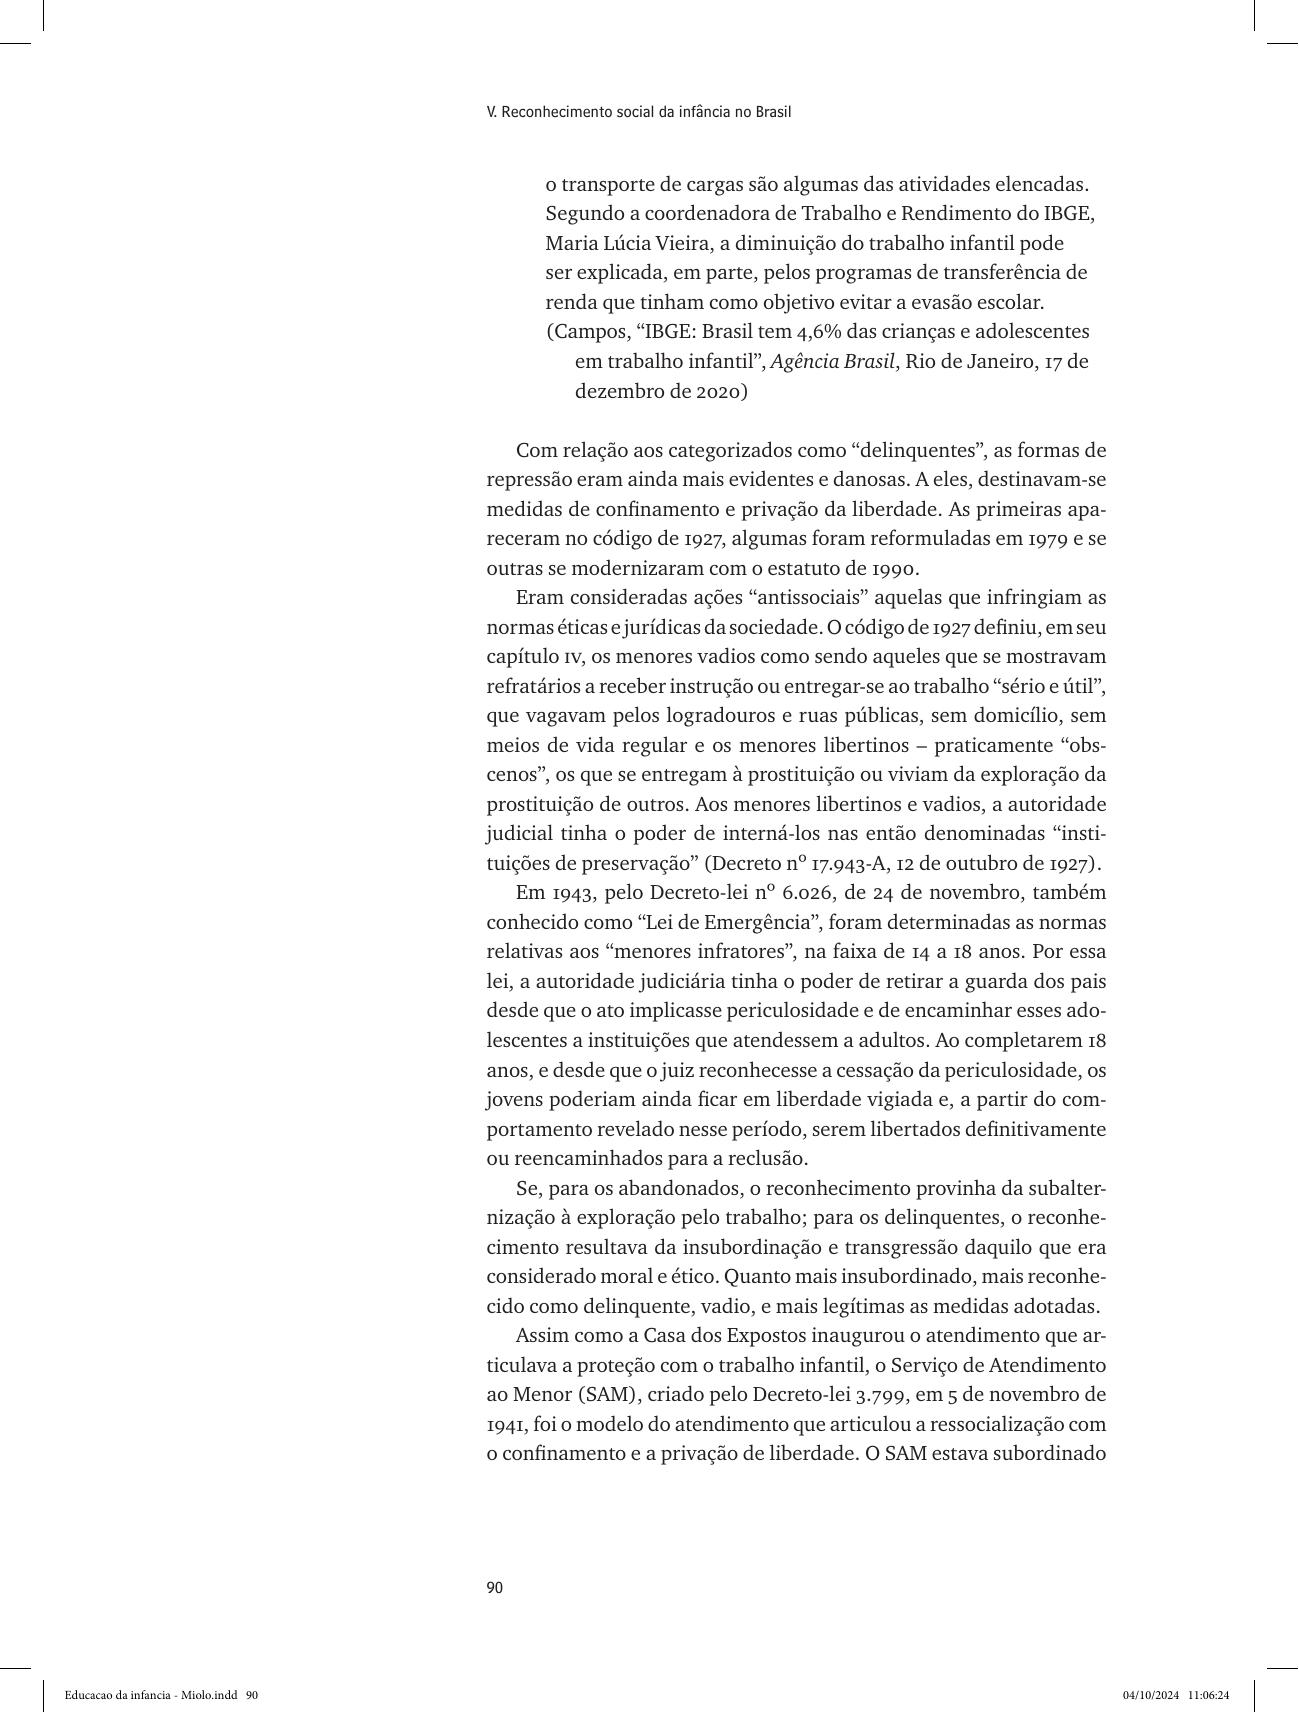 V. Reconhecimento social da infância no Brasil
o transporte de cargas são algumas das atividades elencadas.
Segundo a coordenadora de Trabalho e Rendimento do IBGE,
Maria Lúcia Vieira, a diminuição do trabalho infantil pode
ser explicada, em parte, pelos programas de transferência de
renda que tinham como objetivo evitar a evasão escolar.
(Campos, “IBGE: Brasil tem 4,6% das crianças e adolescentes
em trabalho infantil”, Agência Brasil, Rio de Janeiro, 17 de
dezembro de 2020)
Com relação aos categorizados como “delinquentes”, as formas de
repressão eram ainda mais evidentes e danosas. A eles, destinavam-se
medidas de confinamento e privação da liberdade. As primeiras apa-
receram no código de 1927, algumas foram reformuladas em 1979 e se
outras se modernizaram com o estatuto de 1990.
Eram consideradas ações “antissociais” aquelas que infringiam as
normas éticas e jurídicas da sociedade. O código de 1927 definiu, em seu
capítulo IV, os menores vadios como sendo aqueles que se mostravam
refratários a receber instrução ou entregar-se ao trabalho “sério e útil”,
que vagavam pelos logradouros e ruas públicas, sem domicílio, sem
meios de vida regular e os menores libertinos – praticamente “obs-
cenos”, os que se entregam à prostituição ou viviam da exploração da
prostituição de outros. Aos menores libertinos e vadios, a autoridade
judicial tinha o poder de interná-los nas então denominadas “insti-
tuições de preservação” (Decreto nº 17.943-A, 12 de outubro de 1927).
Em 1943, pelo Decreto-lei nº 6.026, de 24 de novembro, também
conhecido como “Lei de Emergência”, foram determinadas as normas
relativas aos “menores infratores”, na faixa de 14 a 18 anos. Por essa
lei, a autoridade judiciária tinha o poder de retirar a guarda dos pais
desde que o ato implicasse periculosidade e de encaminhar esses ado-
lescentes a instituições que atendessem a adultos. Ao completarem 18
anos, e desde que o juiz reconhecesse a cessação da periculosidade, os
jovens poderiam ainda ficar em liberdade vigiada e, a partir do com-
portamento revelado nesse período, serem libertados definitivamente
ou reencaminhados para a reclusão.
Se, para os abandonados, o reconhecimento provinha da subalter-
nização à exploração pelo trabalho; para os delinquentes, o reconhe-
cimento resultava da insubordinação e transgressão daquilo que era
considerado moral e ético. Quanto mais insubordinado, mais reconhe-
cido como delinquente, vadio, e mais legítimas as medidas adotadas.
Assim como a Casa dos Expostos inaugurou o atendimento que ar-
ticulava a proteção com o trabalho infantil, o Serviço de Atendimento
ao Menor (SAM), criado pelo Decreto-lei 3.799, em 5 de novembro de
1941, foi o modelo do atendimento que articulou a ressocialização com
o confinamento e a privação de liberdade. O SAM estava subordinado
90
Educacao da infancia - Miolo.indd 90
04/10/2024 11:06:24